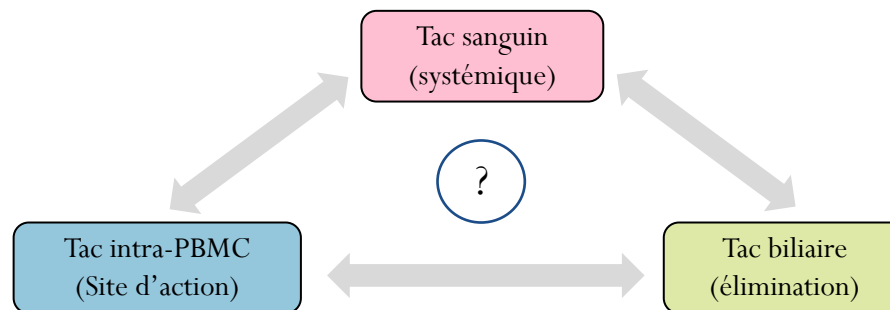 Tac sanguin
(systémique)
?
Tac intra-PBMC
(Site d’action)
Tac biliaire
(élimination)